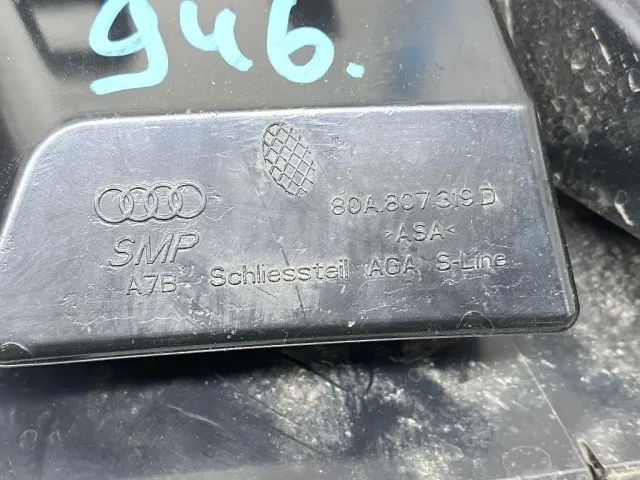 946.
80A.807.319 D
SMP
>ASA<
A7B- Schliessteil AGA S-Line